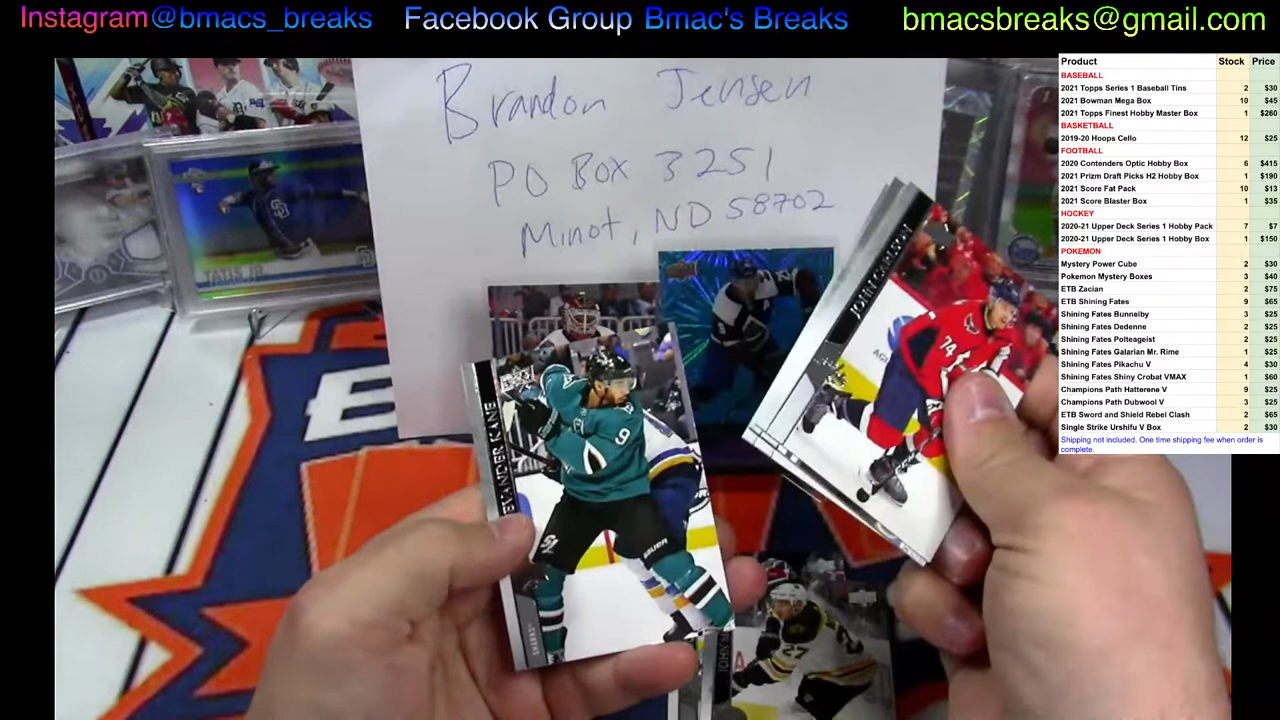 Instagram@bmacs_breaks Facebook Group Bmac's Breaks bmacsbreaks@gmail.com
Product Stock Price
BASEBALL
2021 Topps Series 1 Baseball Tins 2 $30
2021 Bowman Mega Box 10 $45
2021 Topps Finest Hobby Master Box 1 $260
BASKETBALL
2019-20 Hoops Cello 12 $25
FOOTBALL
2020 Contenders Optic Hobby Box 6 $415
2021 Prizm Draft Picks H2 Hobby Box 1 $190
2021 Score Fat Pack 10 $13
2021 Score Blaster Box 1 $35
HOCKEY
2020-21 Upper Deck Series 1 Hobby Pack 7 $7
2020-21 Upper Deck Series 1 Hobby Box 1 $150
POKEMON
Mystery Power Cube 2 $30
Pokemon Mystery Boxes 3 $40
ETB Zacian 2 $75
ETB Shining Fates 9 $65
Shining Fates Bunnelby 3 $25
Shining Fates Dedenne 2 $25
Shining Fates Polteageist 2 $25
Shining Fates Galarian Mr. Rime 1 $25
Shining Fates Pikachu V 4 $30
Shining Fates Shiny Crobat VMAX 1 $60
Champions Path Hatterene V 9 $25
Champions Path Dubwool V 3 $25
ETB Sword and Shield Rebel Clash 2 $65
Single Strike Urshifu V Box 2 $30
Shipping not included. One time shipping fee when order is
complete.
Brandon Jensen
PO Box 3251
Minot, ND 58702
TATIS JR.
JOHN CARLSON
74
EVANDER KANE
9
SHARKS
BAUER
27